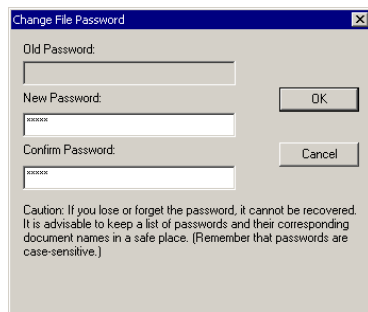 Change File Password
Old Password:
New Password:
xxxxx
OK
Confirm Password:
xxxxx
Cancel
Caution: If you lose or forget the password, it cannot be recovered.
It is advisable to keep a list of passwords and their corresponding
document names in a safe place. (Remember that passwords are
case-sensitive.)